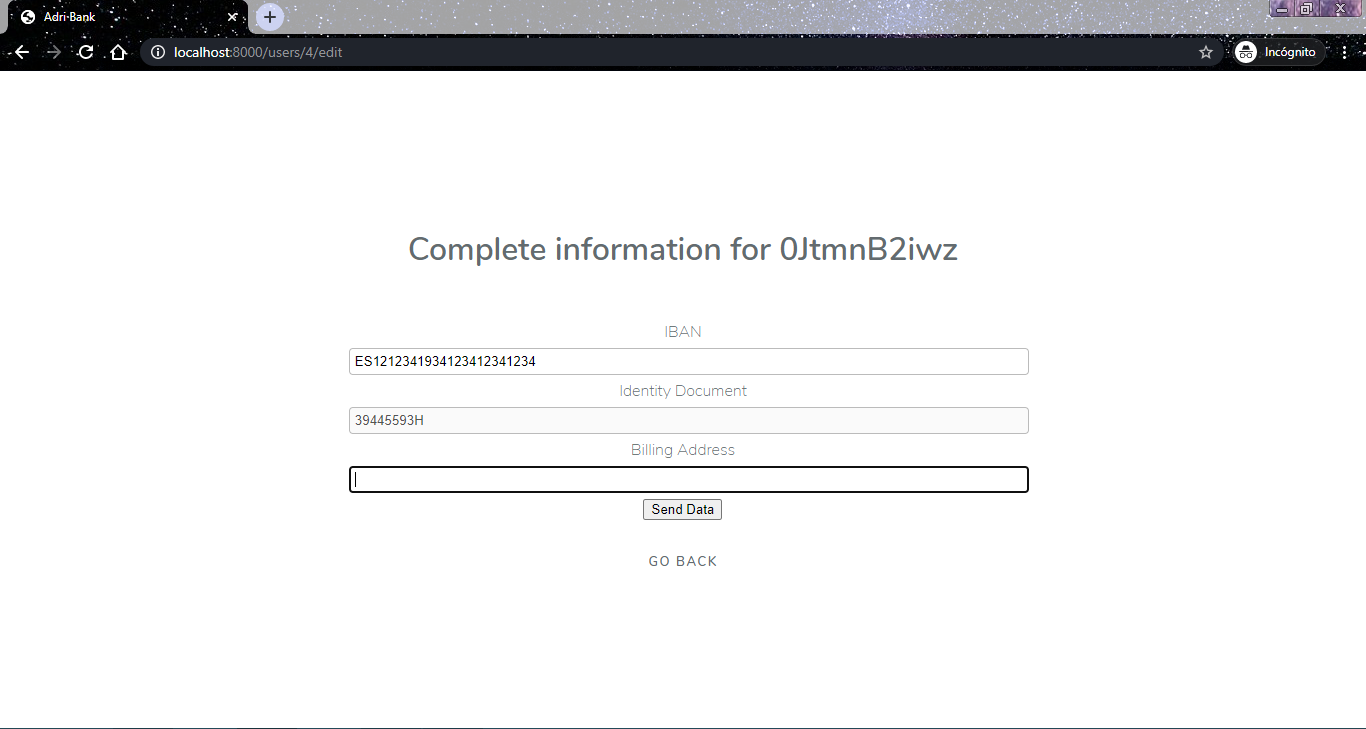 Adri-Bank
localhost:8000/users/4/edit
Incógnito
Complete information for 0JtmnB2iwz
IBAN
ES1212341934123412341234
Identity Document
39445593H
Billing Address
Send Data
GO BACK